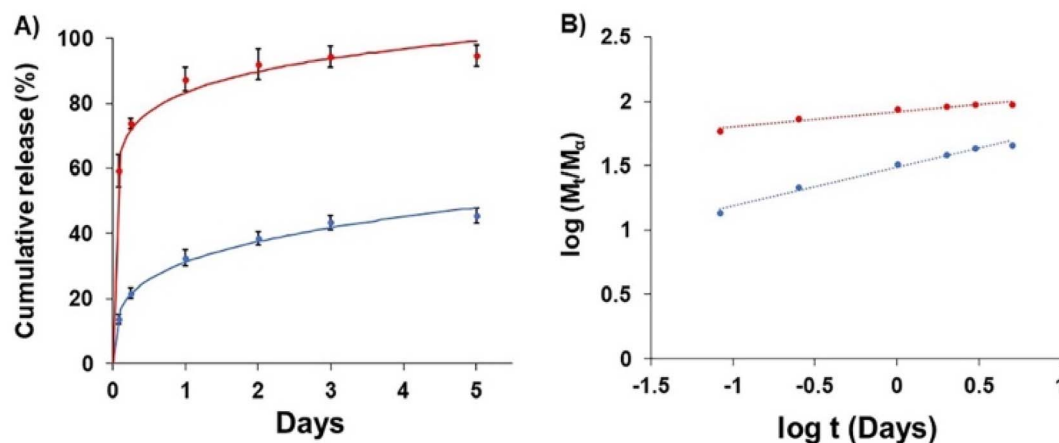 A)
Cumulative release (%)
100
80
60
40
20
0
0 1 2 3 4 5
Days
B)
log (Mₜ/Mα)
2.5
2
1.5
1
0.5
0
-1.5 -1 -0.5 0 0.5 1
log t (Days)